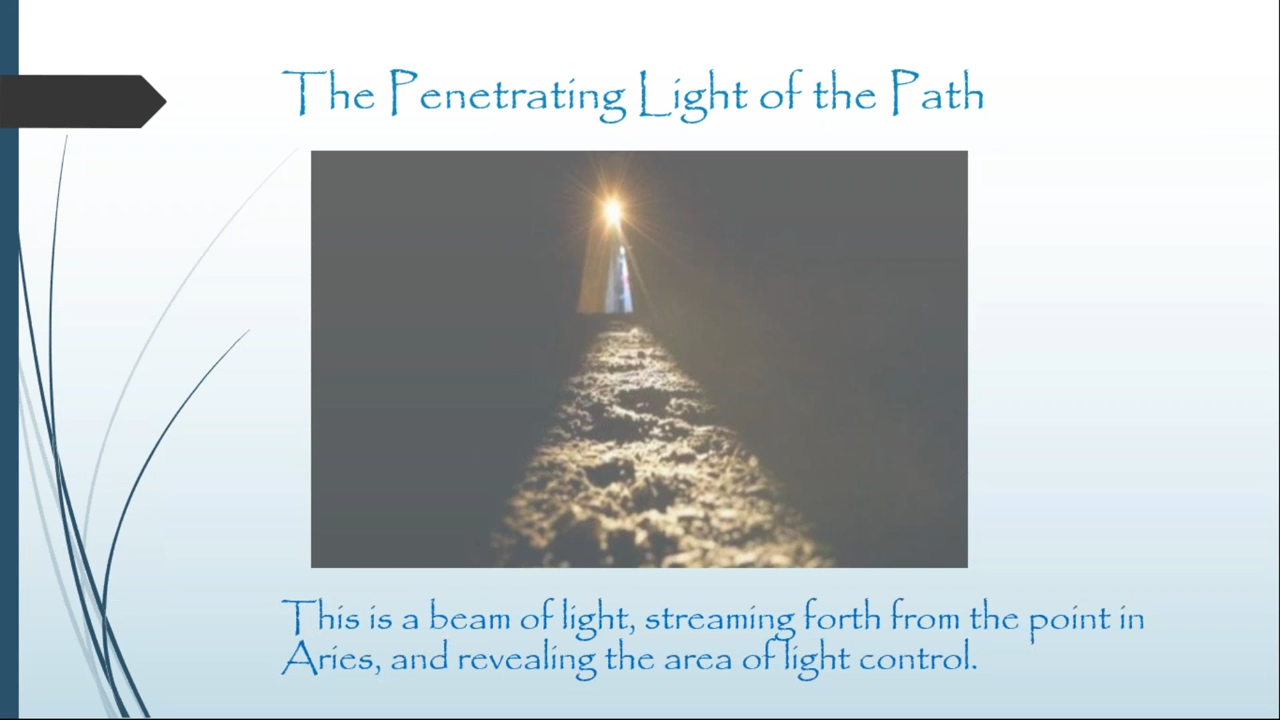 The Penetrating Light of the Path
This is a beam of light, streaming forth from the point in
Aries, and revealing the area of light control.